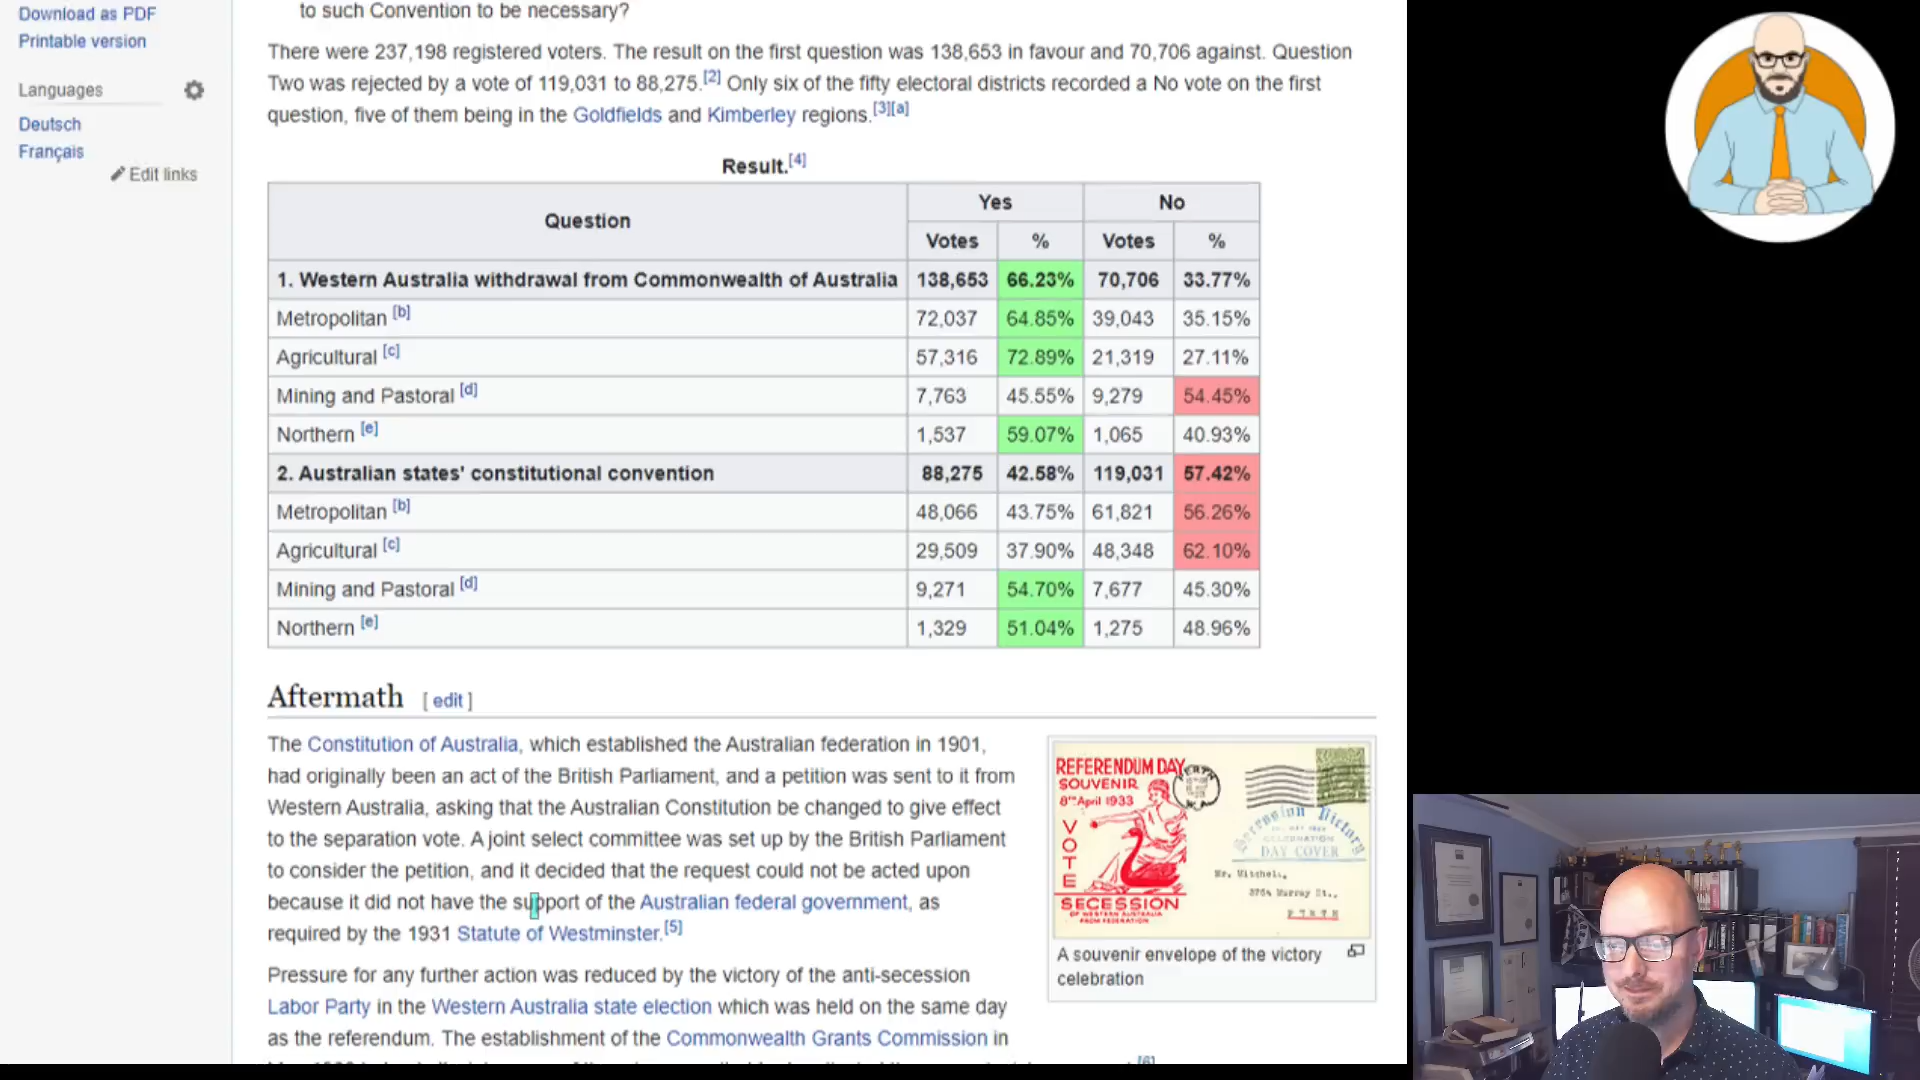 Download as PDF
Printable version
Languages
Deutsch
Français
Edit links
to such Convention to be necessary?
There were 237,198 registered voters. The result on the first question was 138,653 in favour and 70,706 against. Question
Two was rejected by a vote of 119,031 to 88,275.[2] Only six of the fifty electoral districts recorded a No vote on the first
question, five of them being in the Goldfields and Kimberley regions.[3][a]
Result.[4]
Question Yes No
Votes % Votes %
1. Western Australia withdrawal from Commonwealth of Australia 138,653 66.23% 70,706 33.77%
Metropolitan [b] 72,037 64.85% 39,043 35.15%
Agricultural [c] 57,316 72.89% 21,319 27.11%
Mining and Pastoral [d] 7,763 45.55% 9,279 54.45%
Northern [e] 1,537 59.07% 1,065 40.93%
2. Australian states' constitutional convention 88,275 42.58% 119,031 57.42%
Metropolitan [b] 48,066 43.75% 61,821 56.26%
Agricultural [c] 29,509 37.90% 48,348 62.10%
Mining and Pastoral [d] 9,271 54.70% 7,677 45.30%
Northern [e] 1,329 51.04% 1,275 48.96%
Aftermath [ edit ]
The Constitution of Australia, which established the Australian federation in 1901,
had originally been an act of the British Parliament, and a petition was sent to it from
Western Australia, asking that the Australian Constitution be changed to give effect
to the separation vote. A joint select committee was set up by the British Parliament
to consider the petition, and it decided that the request could not be acted upon
because it did not have the support of the Australian federal government, as
required by the 1931 Statute of Westminster.[5]
Pressure for any further action was reduced by the victory of the anti-secession
Labor Party in the Western Australia state election which was held on the same day
as the referendum. The establishment of the Commonwealth Grants Commission in
[6]
REFERENDUM DAY
SOUVENIR
8TH April 1933
VOTE
SECESSION
OF WESTERN AUSTRALIA
FROM FEDERATION
PERTH
Secession Victory
CELEBRATION
DAY COVER
Mr. Mitchell,
Murray St.,
PERTH
A souvenir envelope of the victory
celebration